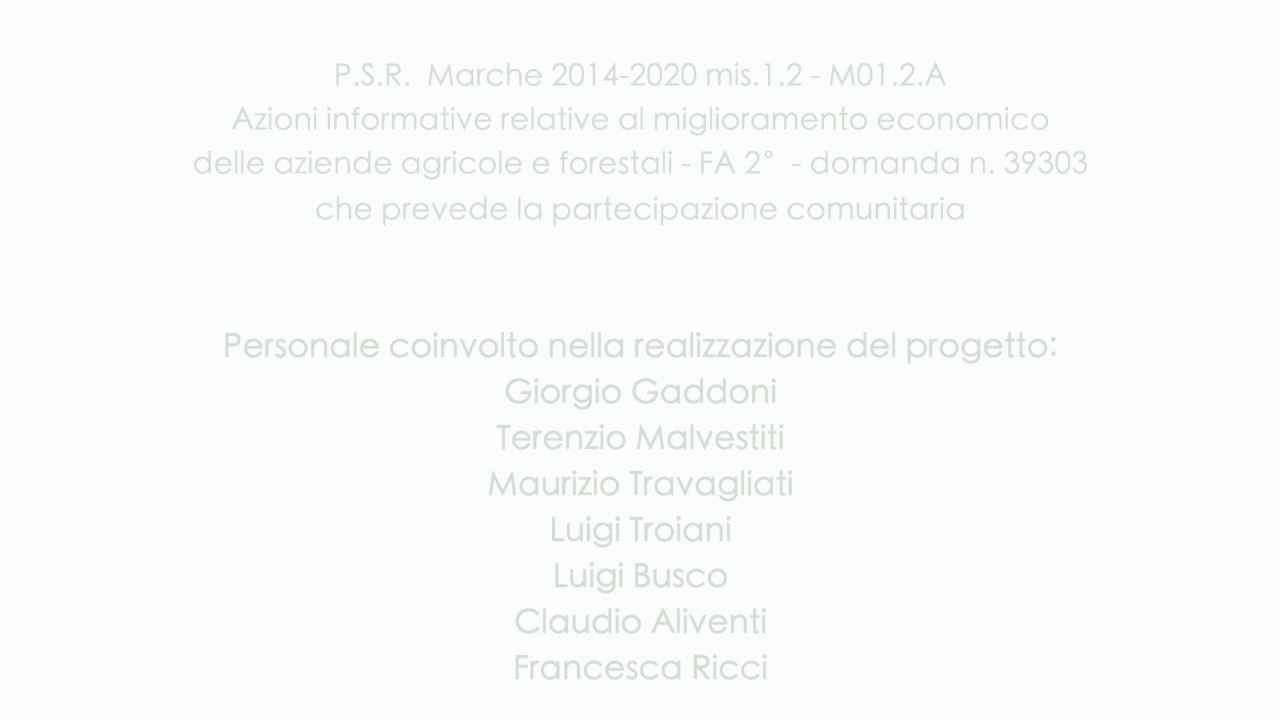 P.S.R. Marche 2014-2020 mis.1.2 - M01.2.A
Azioni informative relative al miglioramento economico
delle aziende agricole e forestali - FA 2° - domanda n. 39303
che prevede la partecipazione comunitaria
Personale coinvolto nella realizzazione del progetto:
Giorgio Gaddoni
Terenzio Malvestiti
Maurizio Travagliati
Luigi Troiani
Luigi Busco
Claudio Aliventi
Francesca Ricci